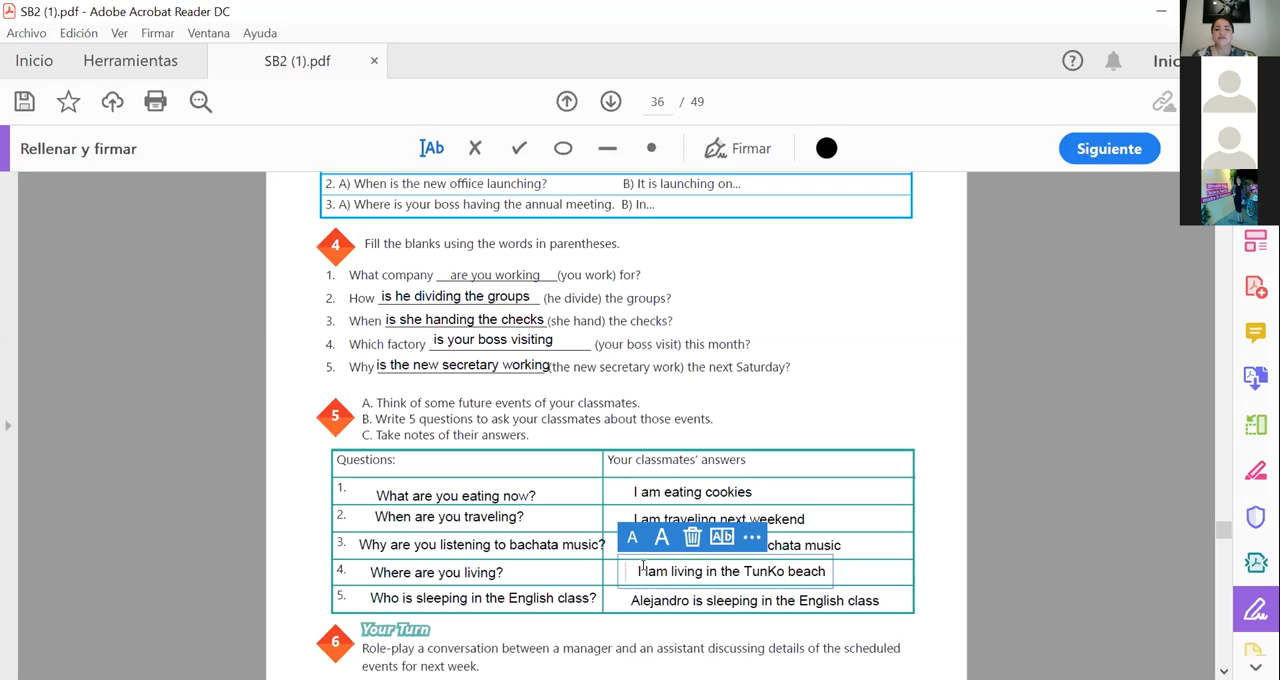 SB2 (1).pdf - Adobe Acrobat Reader DC
Archivo Edición Ver Firmar Ventana Ayuda
Inicio Herramientas SB2 (1).pdf × ?
36 / 49
Rellenar y firmar Ab Firmar Siguiente
2. A) When is the new office launching? B) It is launching on...
3. A) Where is your boss having the annual meeting. B) In...
4 Fill the blanks using the words in parentheses.
1. What company __are you working__ (you work) for?
2. How is he dividing the groups (he divide) the groups?
3. When is she handing the checks (she hand) the checks?
4. Which factory is your boss visiting (your boss visit) this month?
5. Why is the new secretary working (the new secretary work) the next Saturday?
5 A. Think of some future events of your classmates.
B. Write 5 questions to ask your classmates about those events.
C. Take notes of their answers.
Questions: Your classmates' answers
1. What are you eating now? I am eating cookies
2. When are you traveling? I am traveling next weekend
A A Ab ...
3. Why are you listening to bachata music? chata music
4. Where are you living? I am living in the TunKo beach
5. Who is sleeping in the English class? Alejandro is sleeping in the English class
6 Your Turn
Role-play a conversation between a manager and an assistant discussing details of the scheduled
events for next week.